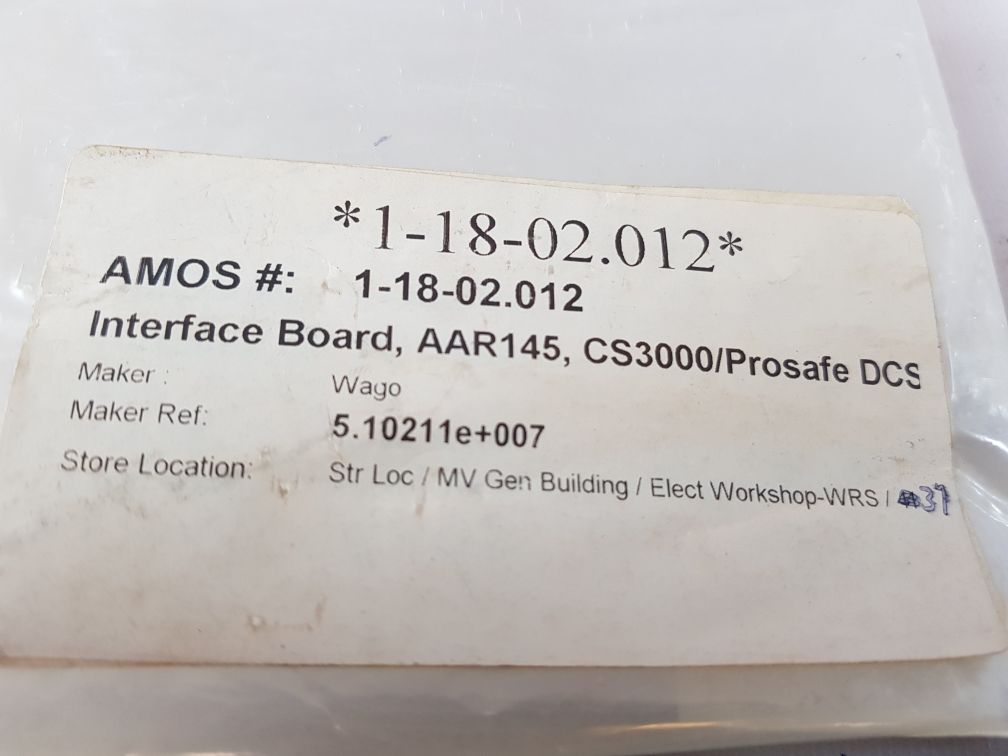 *1-18-02.012*
AMOS #: 1-18-02.012
Interface Board, AAR145, CS3000/Prosafe DCS
Maker : Wago
Maker Ref: 5.10211e+007
Store Location: Str Loc / MV Gen Building / Elect Workshop-WRS / 37